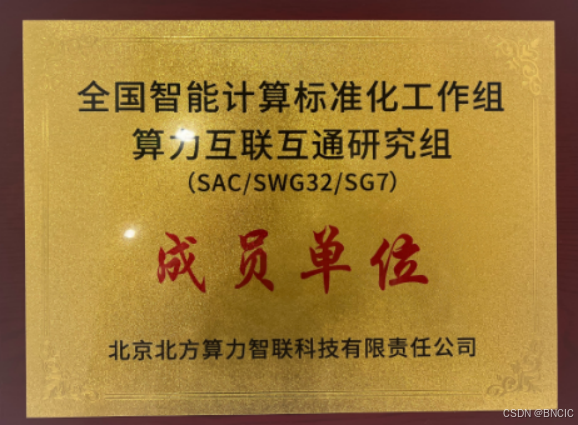 全国智能计算标准化工作组
算力互联互通研究组
（SAC/SWG32/SG7）
成员单位
北京北方算力智联科技有限责任公司
CSDN @BNCIC